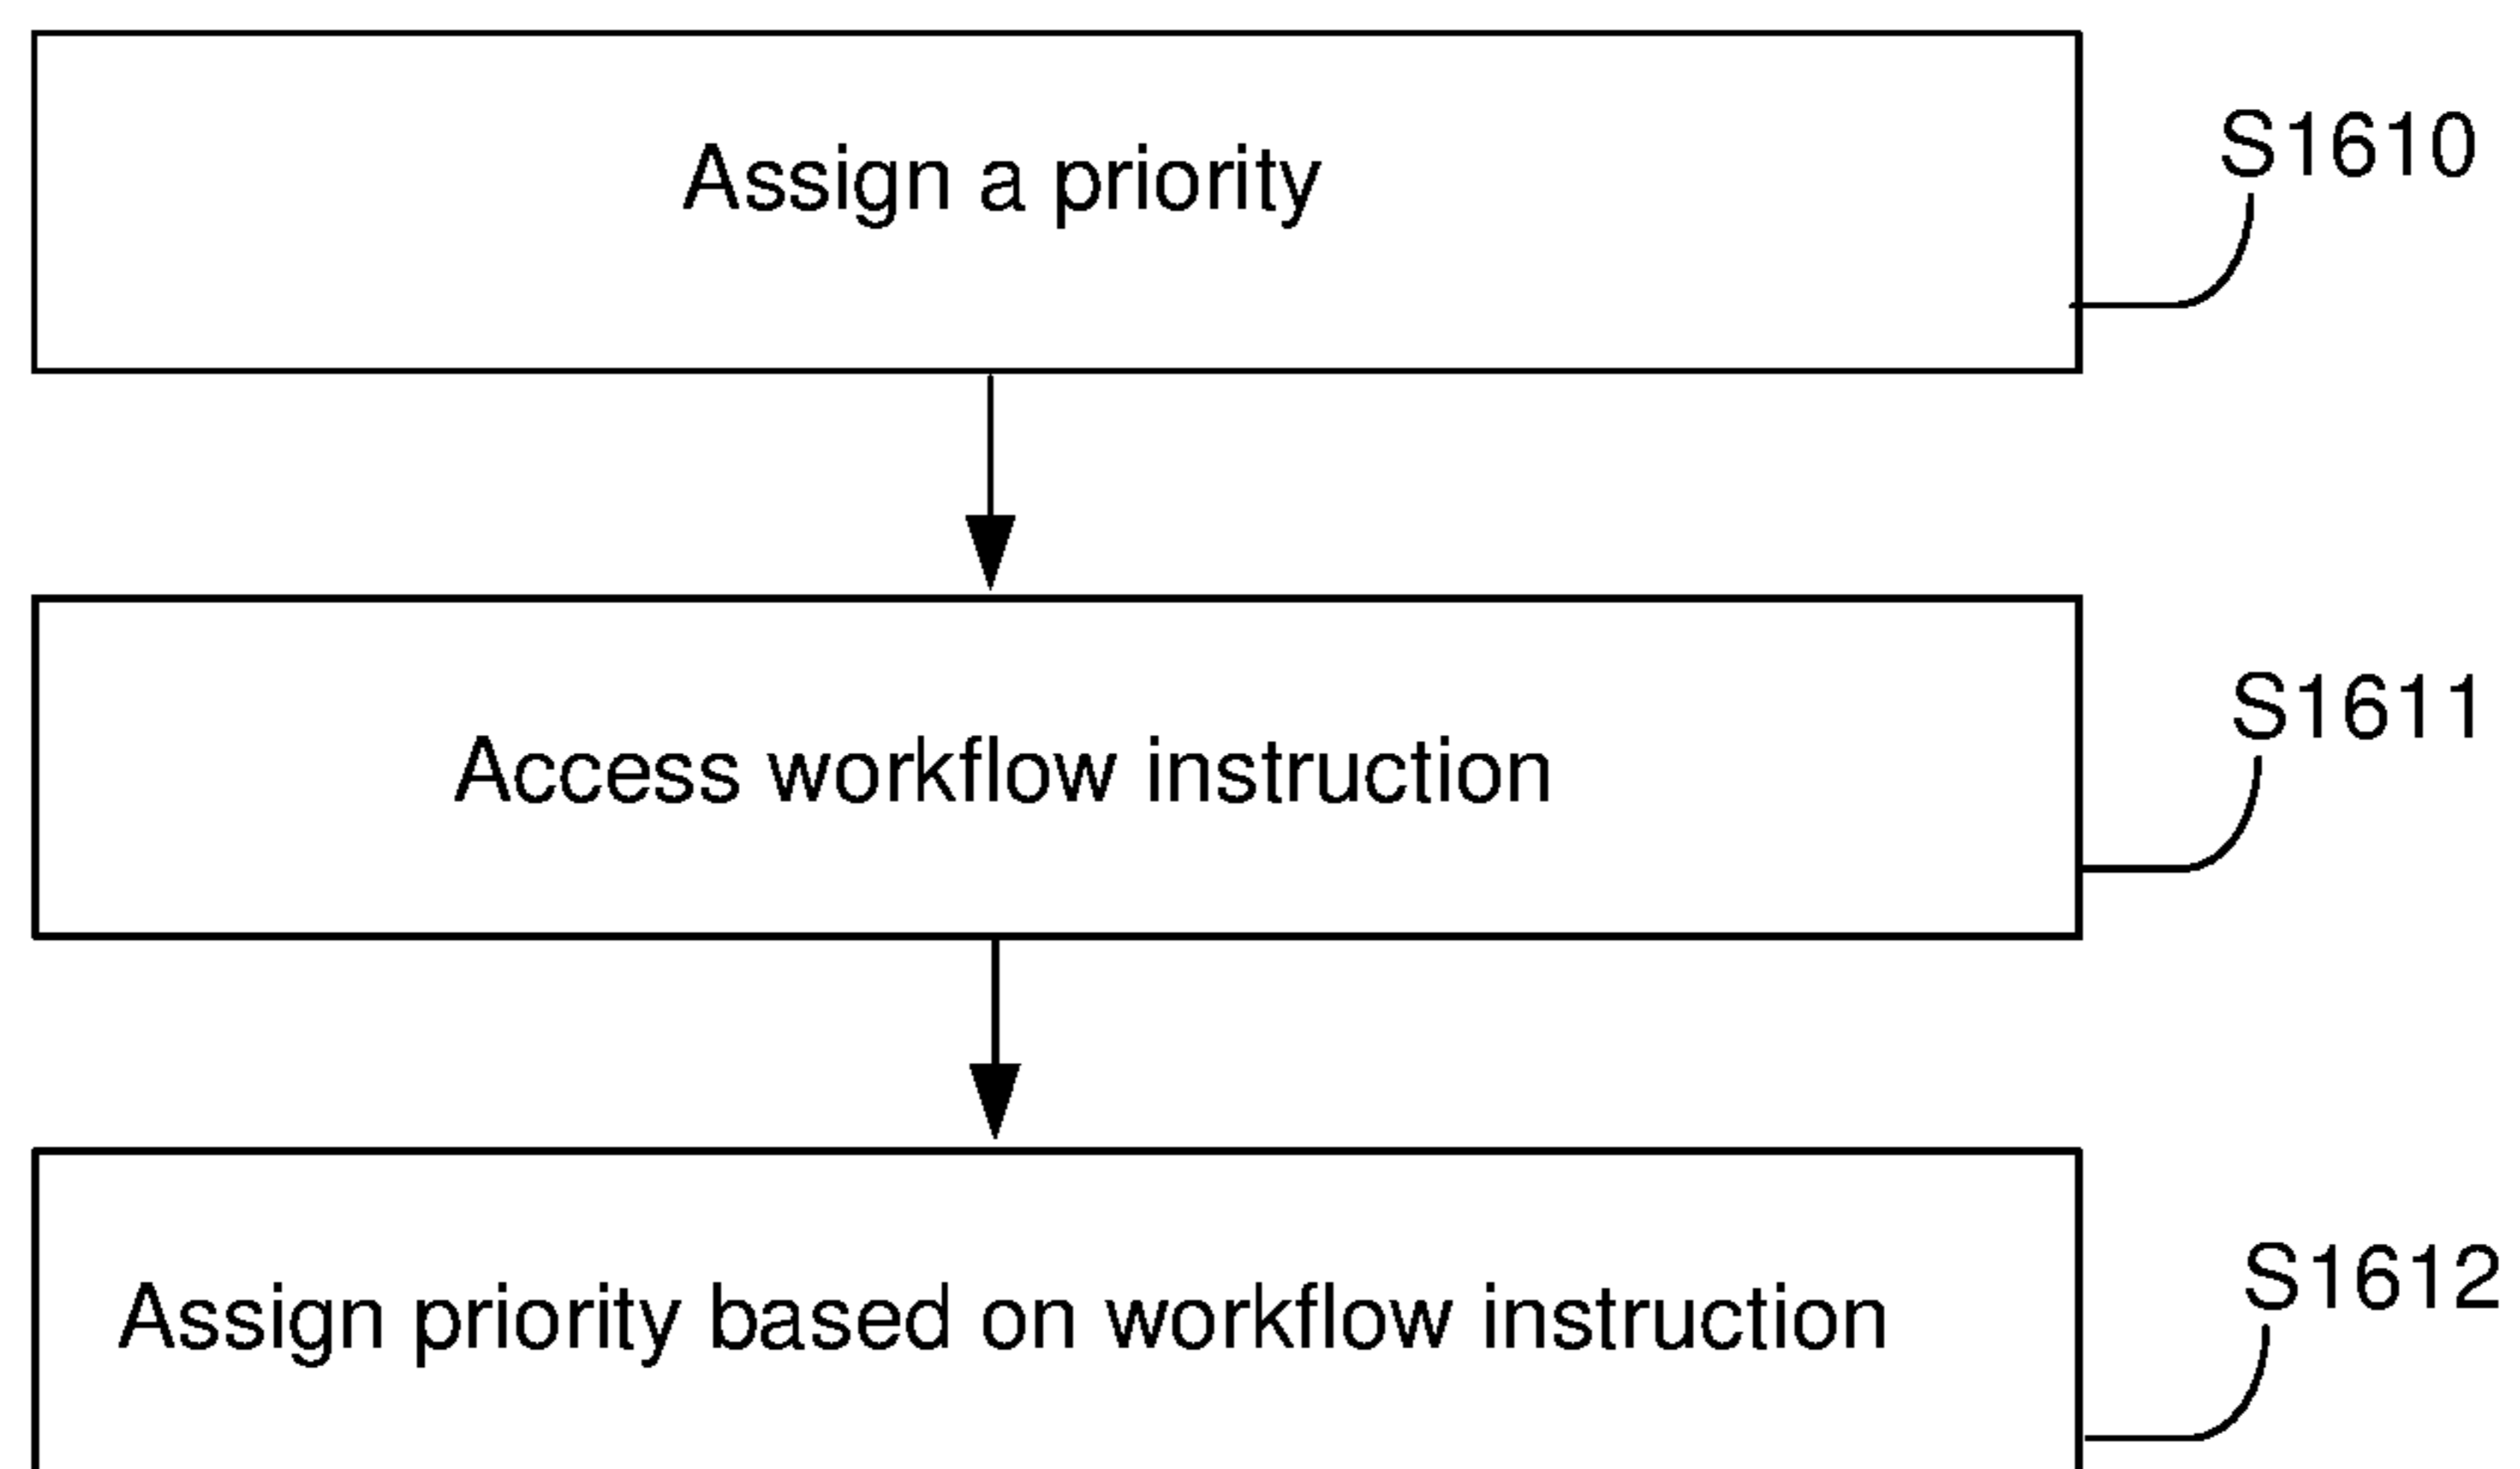 Assign a priority
S1610
Access workflow instruction
S1611
Assign priority based on workflow instruction
S1612